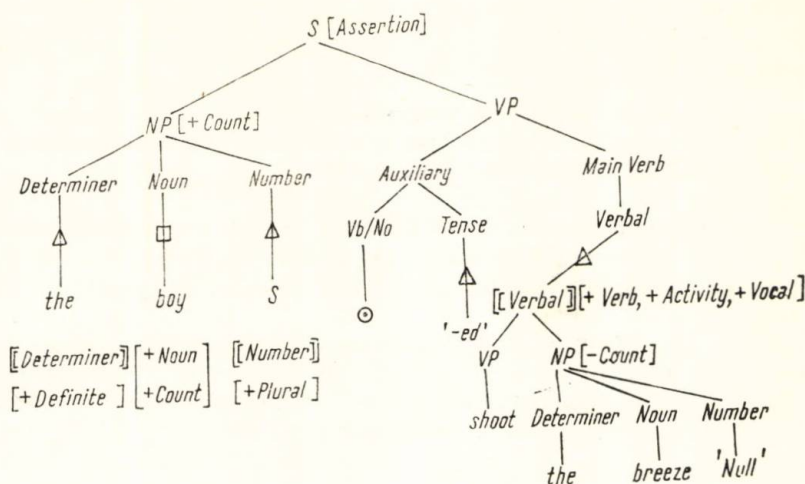 S [Assertion]
NP [+ Count] VP
Determiner Noun Number Auxiliary Main Verb
Vb/No Tense Verbal
the boy S '-ed' [[Verbal]] [+ Verb, + Activity, + Vocal]
[[Determiner]] [+ Noun [[Number]] VP NP [- Count]
[+ Definite ] + Count] [+ Plural ] shoot Determiner Noun Number
the breeze 'Null'